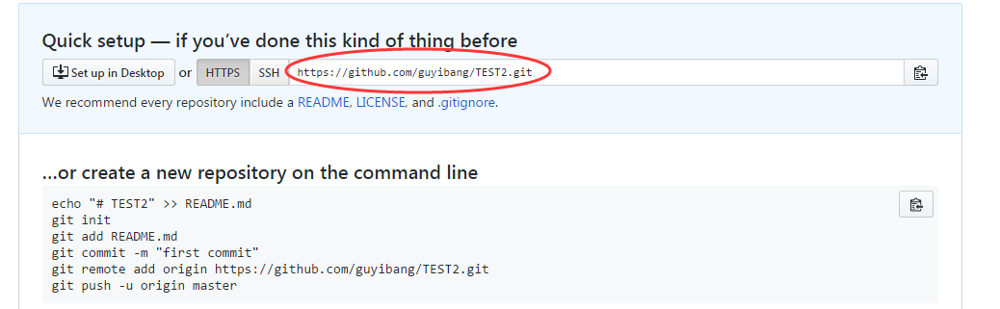 Quick setup — if you’ve done this kind of thing before
Set up in Desktop or HTTPS SSH https://github.com/guyibang/TEST2.git
We recommend every repository include a README, LICENSE, and .gitignore.
…or create a new repository on the command line
echo "# TEST2" >> README.md
git init
git add README.md
git commit -m "first commit"
git remote add origin https://github.com/guyibang/TEST2.git
git push -u origin master